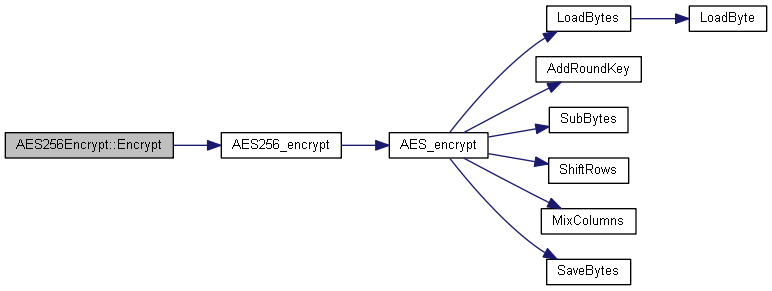 LoadBytes
LoadByte
AddRoundKey
SubBytes
AES256Encrypt::Encrypt
AES256_encrypt
AES_encrypt
ShiftRows
MixColumns
SaveBytes